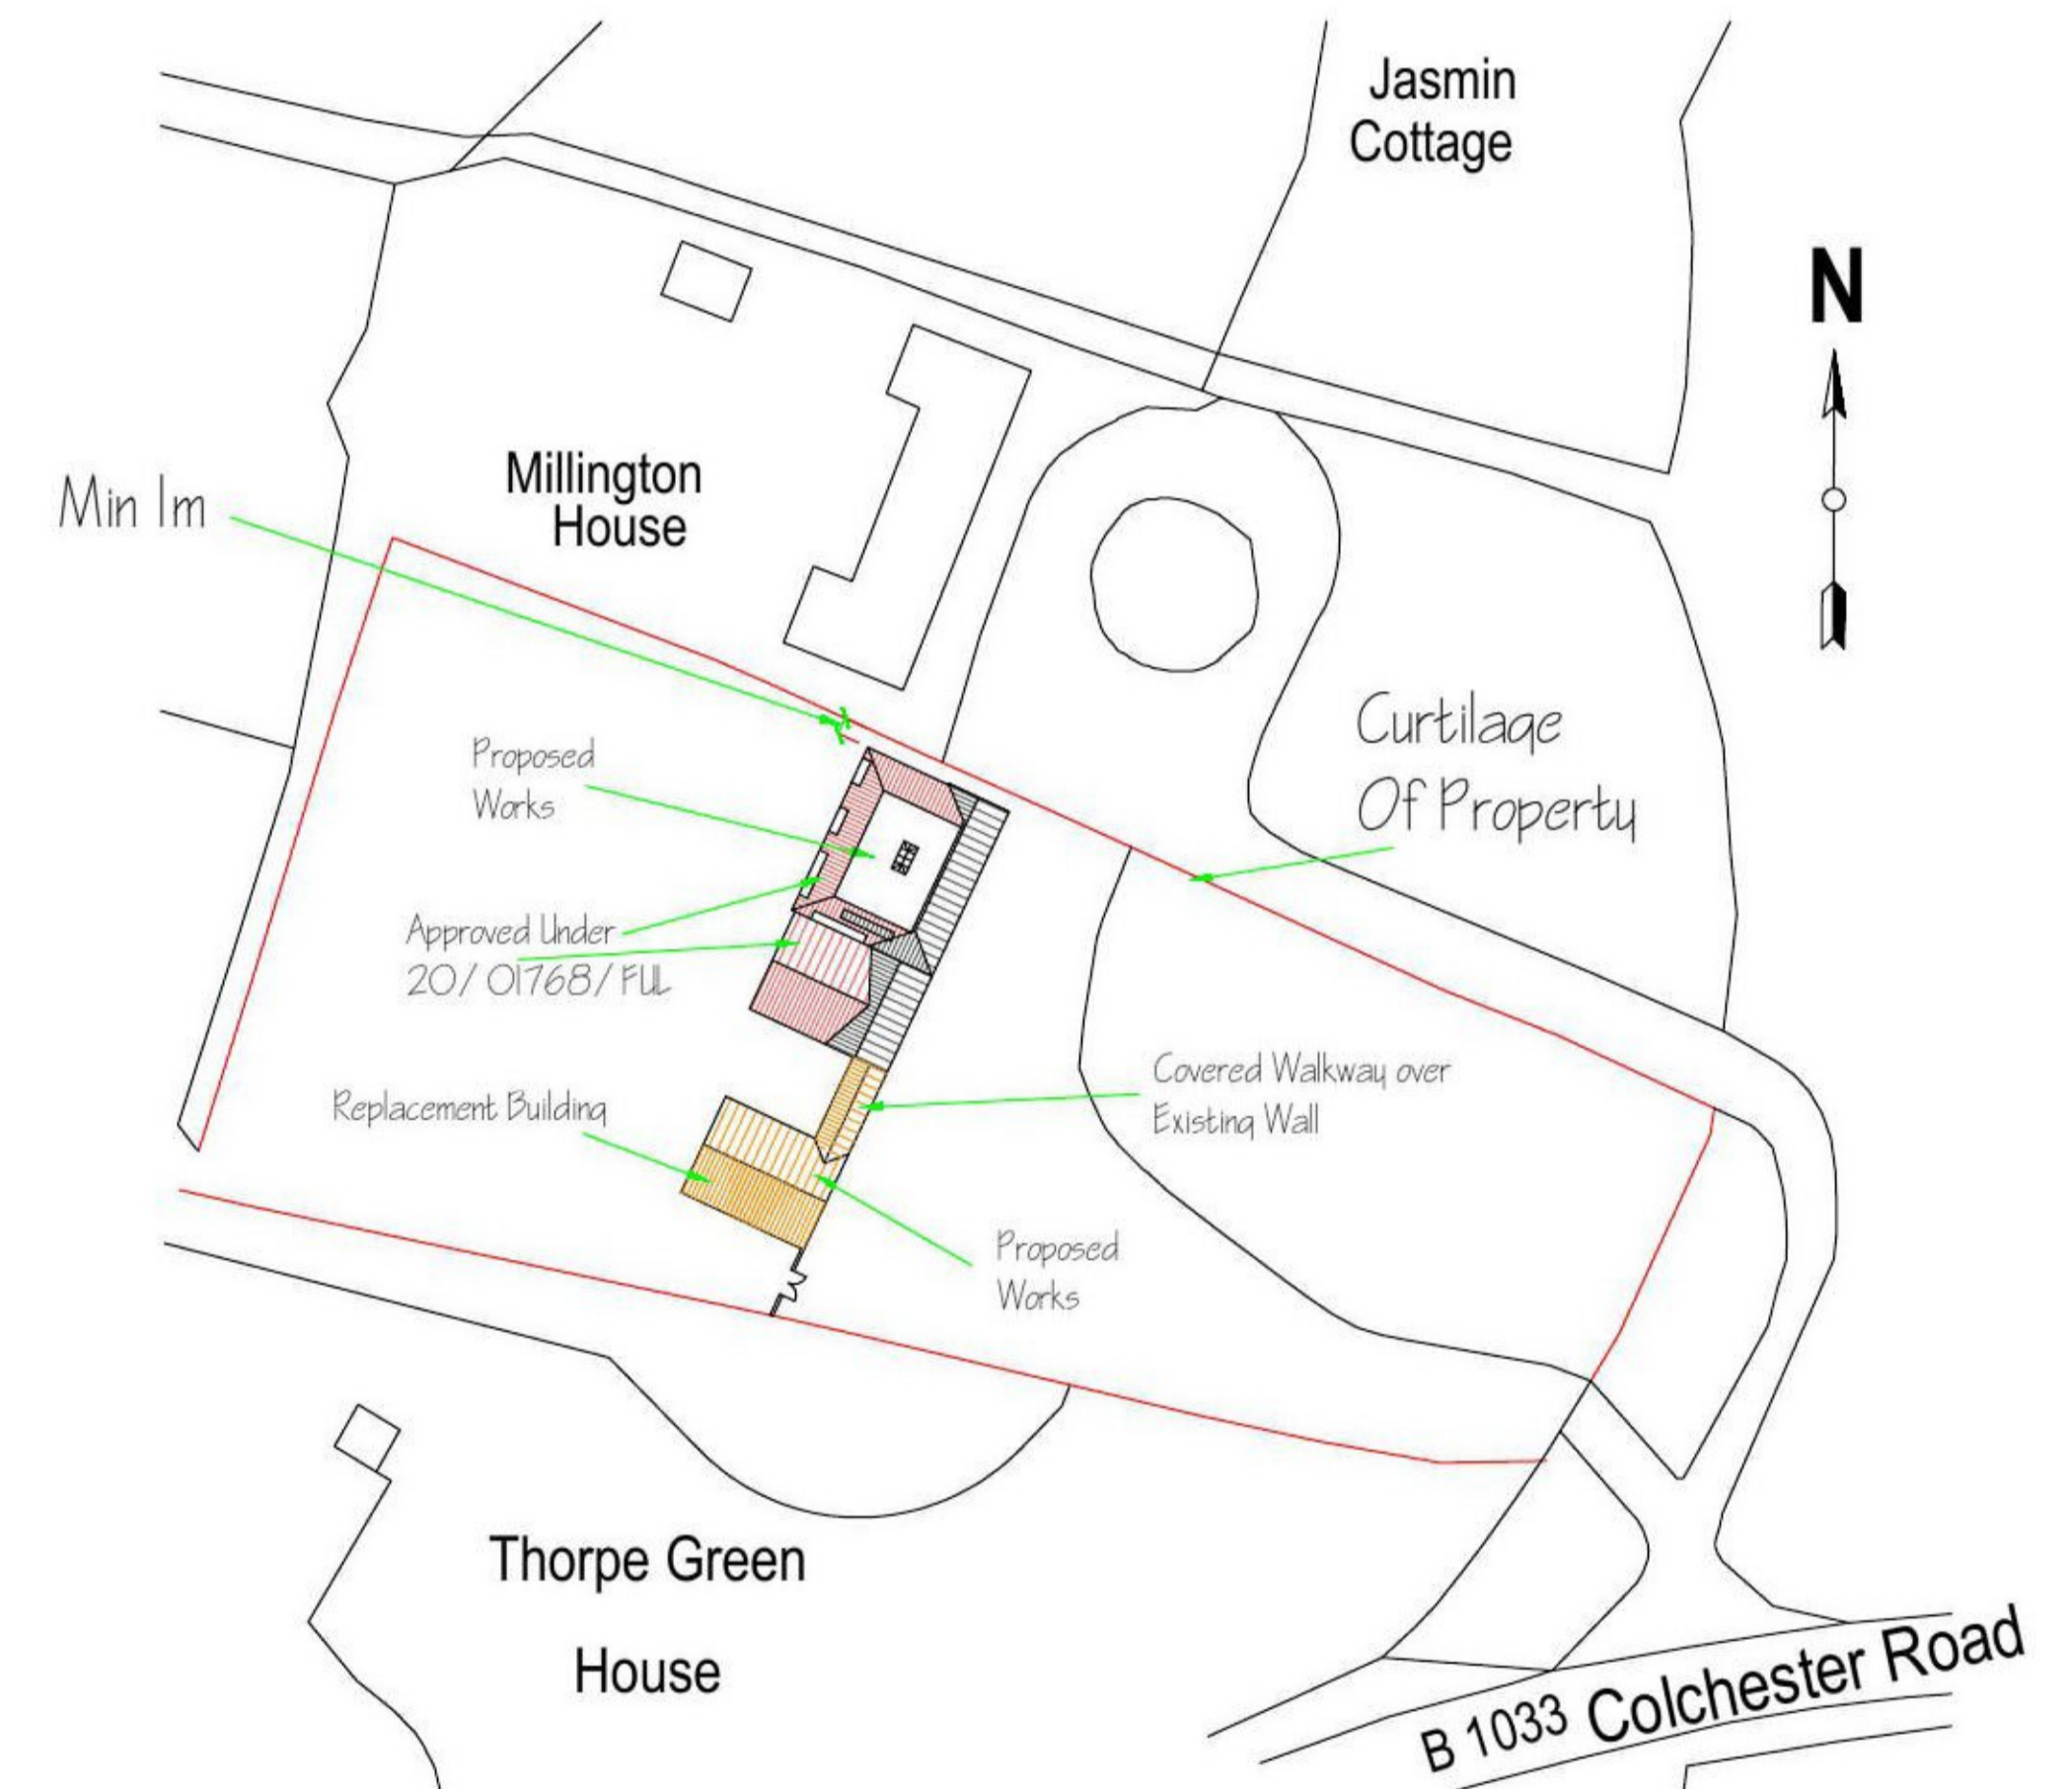 Jasmin
Cottage
N
Millington
House
Min 1m
Curtilage
Of Property
Proposed
Works
Approved Under
20/01768/FUL
Covered Walkway over
Existing Wall
Replacement Building
Proposed
Works
Thorpe Green
House
B 1033 Colchester Road